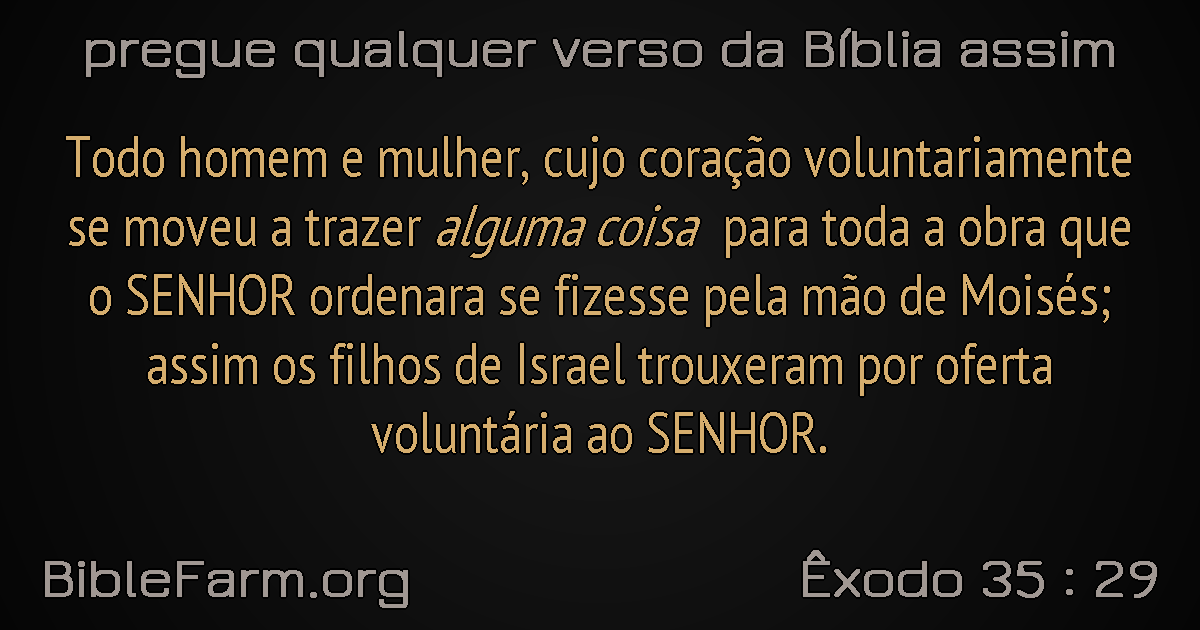 pregue qualquer verso da Bíblia assim
Todo homem e mulher, cujo coração voluntariamente
se moveu a trazer alguma coisa para toda a obra que
o SENHOR ordenara se fizesse pela mão de Moisés;
assim os filhos de Israel trouxeram por oferta
voluntária ao SENHOR.
BibleFarm.org
Êxodo 35 : 29